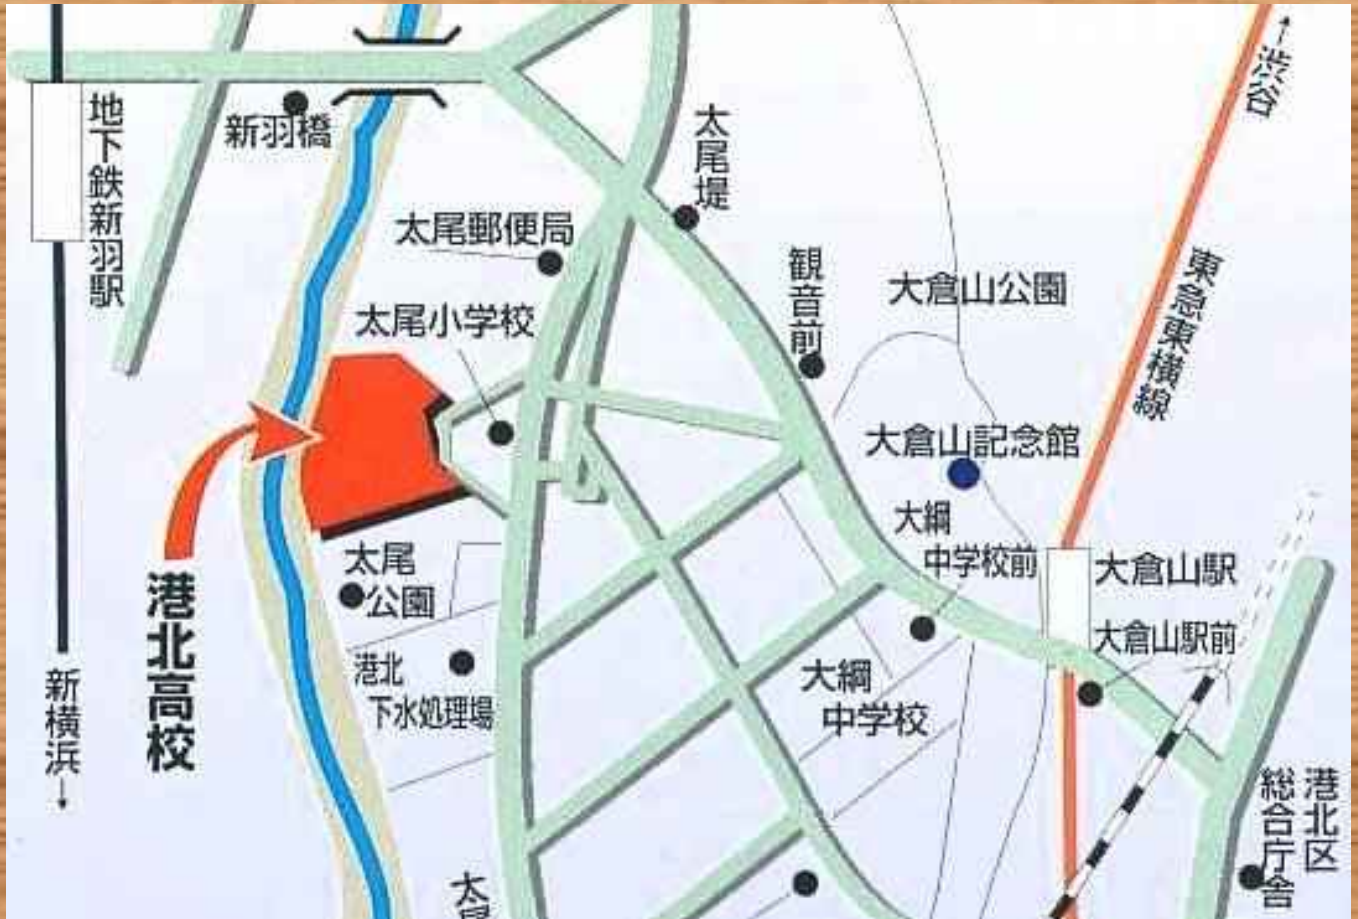 ←渋谷
地下鉄新羽駅
新羽橋
太尾堤
太尾郵便局
観音前
大倉山公園
東急東横線
太尾小学校
大倉山記念館
大綱
中学校前
大倉山駅
太尾
公園
港北高校
大倉山駅前
港北
下水処理場
大綱
中学校
新横浜→
港北区
総合庁舎